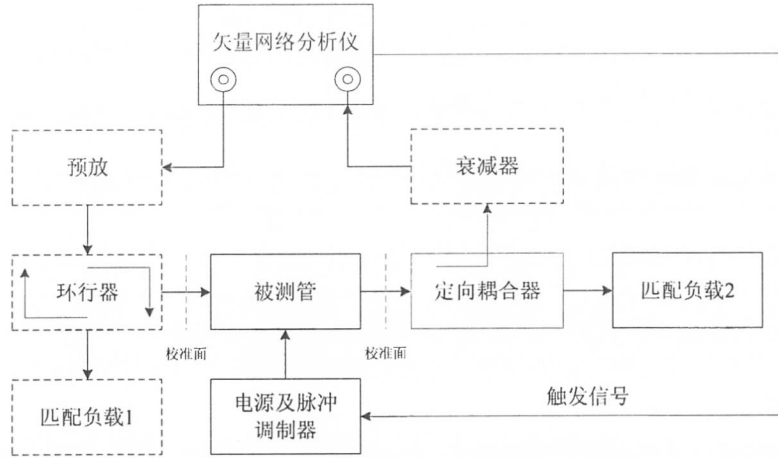 矢量网络分析仪
预放
衰减器
环行器
被测管
定向耦合器
匹配负载2
校准面
校准面
匹配负载1
电源及脉冲
调制器
触发信号